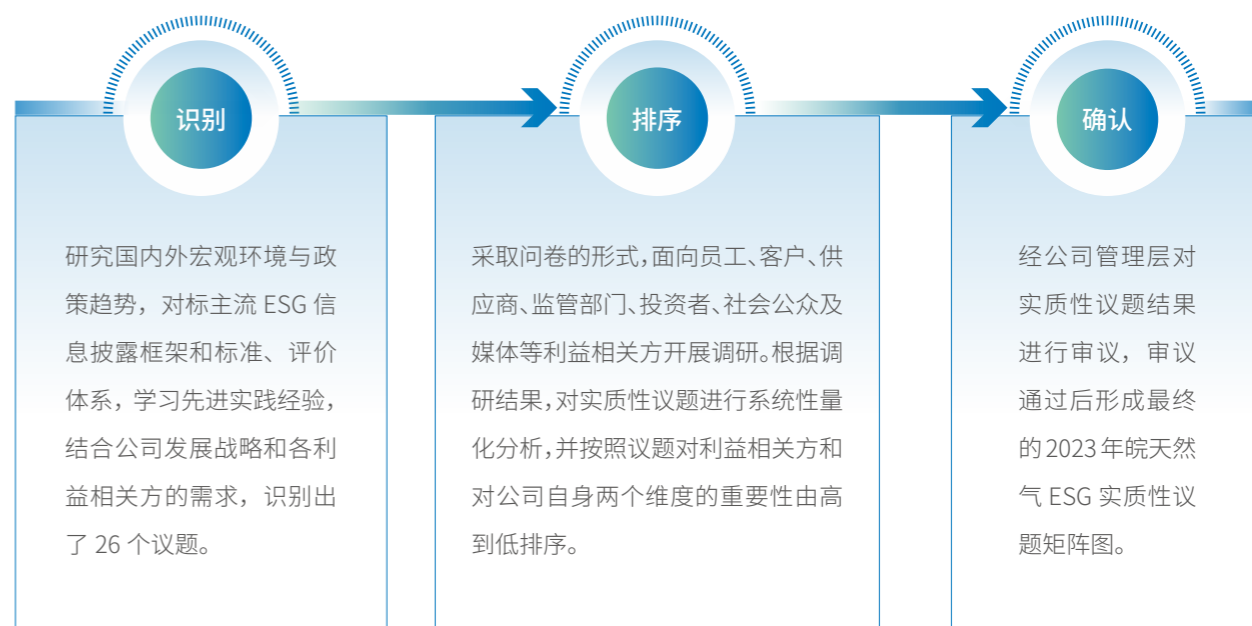 识别
研究国内外宏观环境与政
策趋势，对标主流 ESG 信
息披露框架和标准、评价
体系，学习先进实践经验，
结合公司发展战略和各利
益相关方的需求，识别出
了 26 个议题。
排序
采取问卷的形式，面向员工、客户、供
应商、监管部门、投资者、社会公众及
媒体等利益相关方开展调研。根据调
研结果，对实质性议题进行系统性量
化分析，并按照议题对利益相关方和
对公司自身两个维度的重要性由高
到低排序。
确认
经公司管理层对
实质性议题结果
进行审议，审议
通过后形成最终
的 2023 年皖天然
气 ESG 实质性议
题矩阵图。